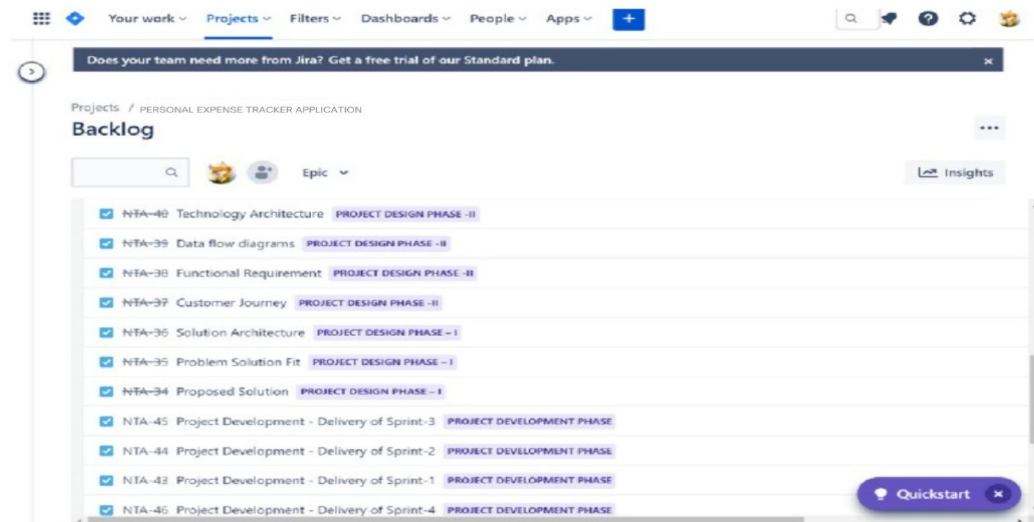 Your work Projects Filters Dashboards People Apps +
Does your team need more from Jira? Get a free trial of our Standard plan. ×
Projects / PERSONAL EXPENSE TRACKER APPLICATION
Backlog
Epic Insights
NTA-40 Technology Architecture PROJECT DESIGN PHASE -II
NTA-39 Data flow diagrams PROJECT DESIGN PHASE -II
NTA-38 Functional Requirement PROJECT DESIGN PHASE -II
NTA-37 Customer Journey PROJECT DESIGN PHASE -II
NTA-36 Solution Architecture PROJECT DESIGN PHASE – I
NTA-35 Problem Solution Fit PROJECT DESIGN PHASE – I
NTA-34 Proposed Solution PROJECT DESIGN PHASE – I
NTA-45 Project Development - Delivery of Sprint-3 PROJECT DEVELOPMENT PHASE
NTA-44 Project Development - Delivery of Sprint-2 PROJECT DEVELOPMENT PHASE
NTA-43 Project Development - Delivery of Sprint-1 PROJECT DEVELOPMENT PHASE
Quickstart ×
NTA-46 Project Development - Delivery of Sprint-4 PROJECT DEVELOPMENT PHASE